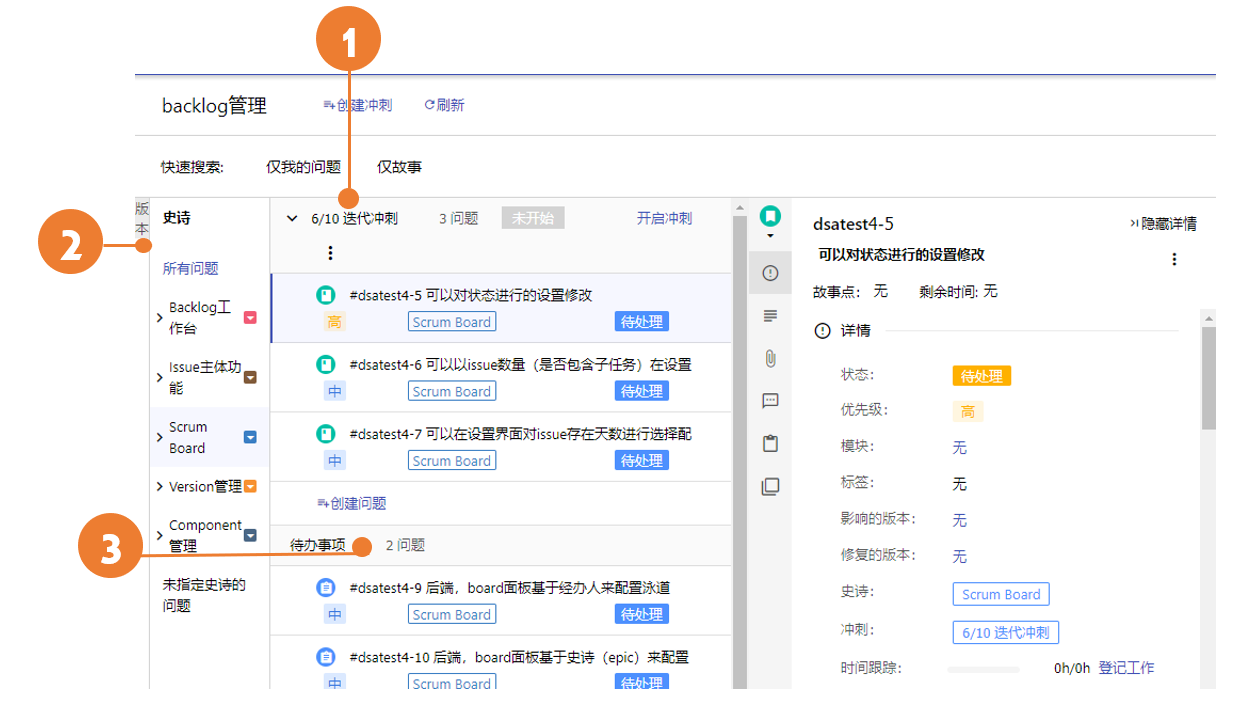 1
backlog管理
创建冲刺
刷新
快速搜索:
仅我的问题
仅故事
2
版本
史诗
所有问题
Backlog工
作台
Issue主体功
能
Scrum
Board
Version管理
Component
管理
未指定史诗的
问题
6/10 迭代冲刺
3 问题
未开始
开启冲刺
#dsatest4-5 可以对状态进行的设置修改
高
Scrum Board
待处理
#dsatest4-6 可以以issue数量（是否包含子任务）在设置
中
Scrum Board
待处理
#dsatest4-7 可以在设置界面对issue存在天数进行选择配
中
Scrum Board
待处理
创建问题
3
待办事项
2 问题
#dsatest4-9 后端，board面板基于经办人来配置泳道
中
Scrum Board
待处理
#dsatest4-10 后端，board面板基于史诗（epic）来配置
中
Scrum Board
待处理
dsatest4-5
隐藏详情
可以对状态进行的设置修改
故事点: 无
剩余时间: 无
详情
状态:
待处理
优先级:
高
模块:
无
标签:
无
影响的版本:
无
修复的版本:
无
史诗:
Scrum Board
冲刺:
6/10 迭代冲刺
时间跟踪:
0h/0h 登记工作